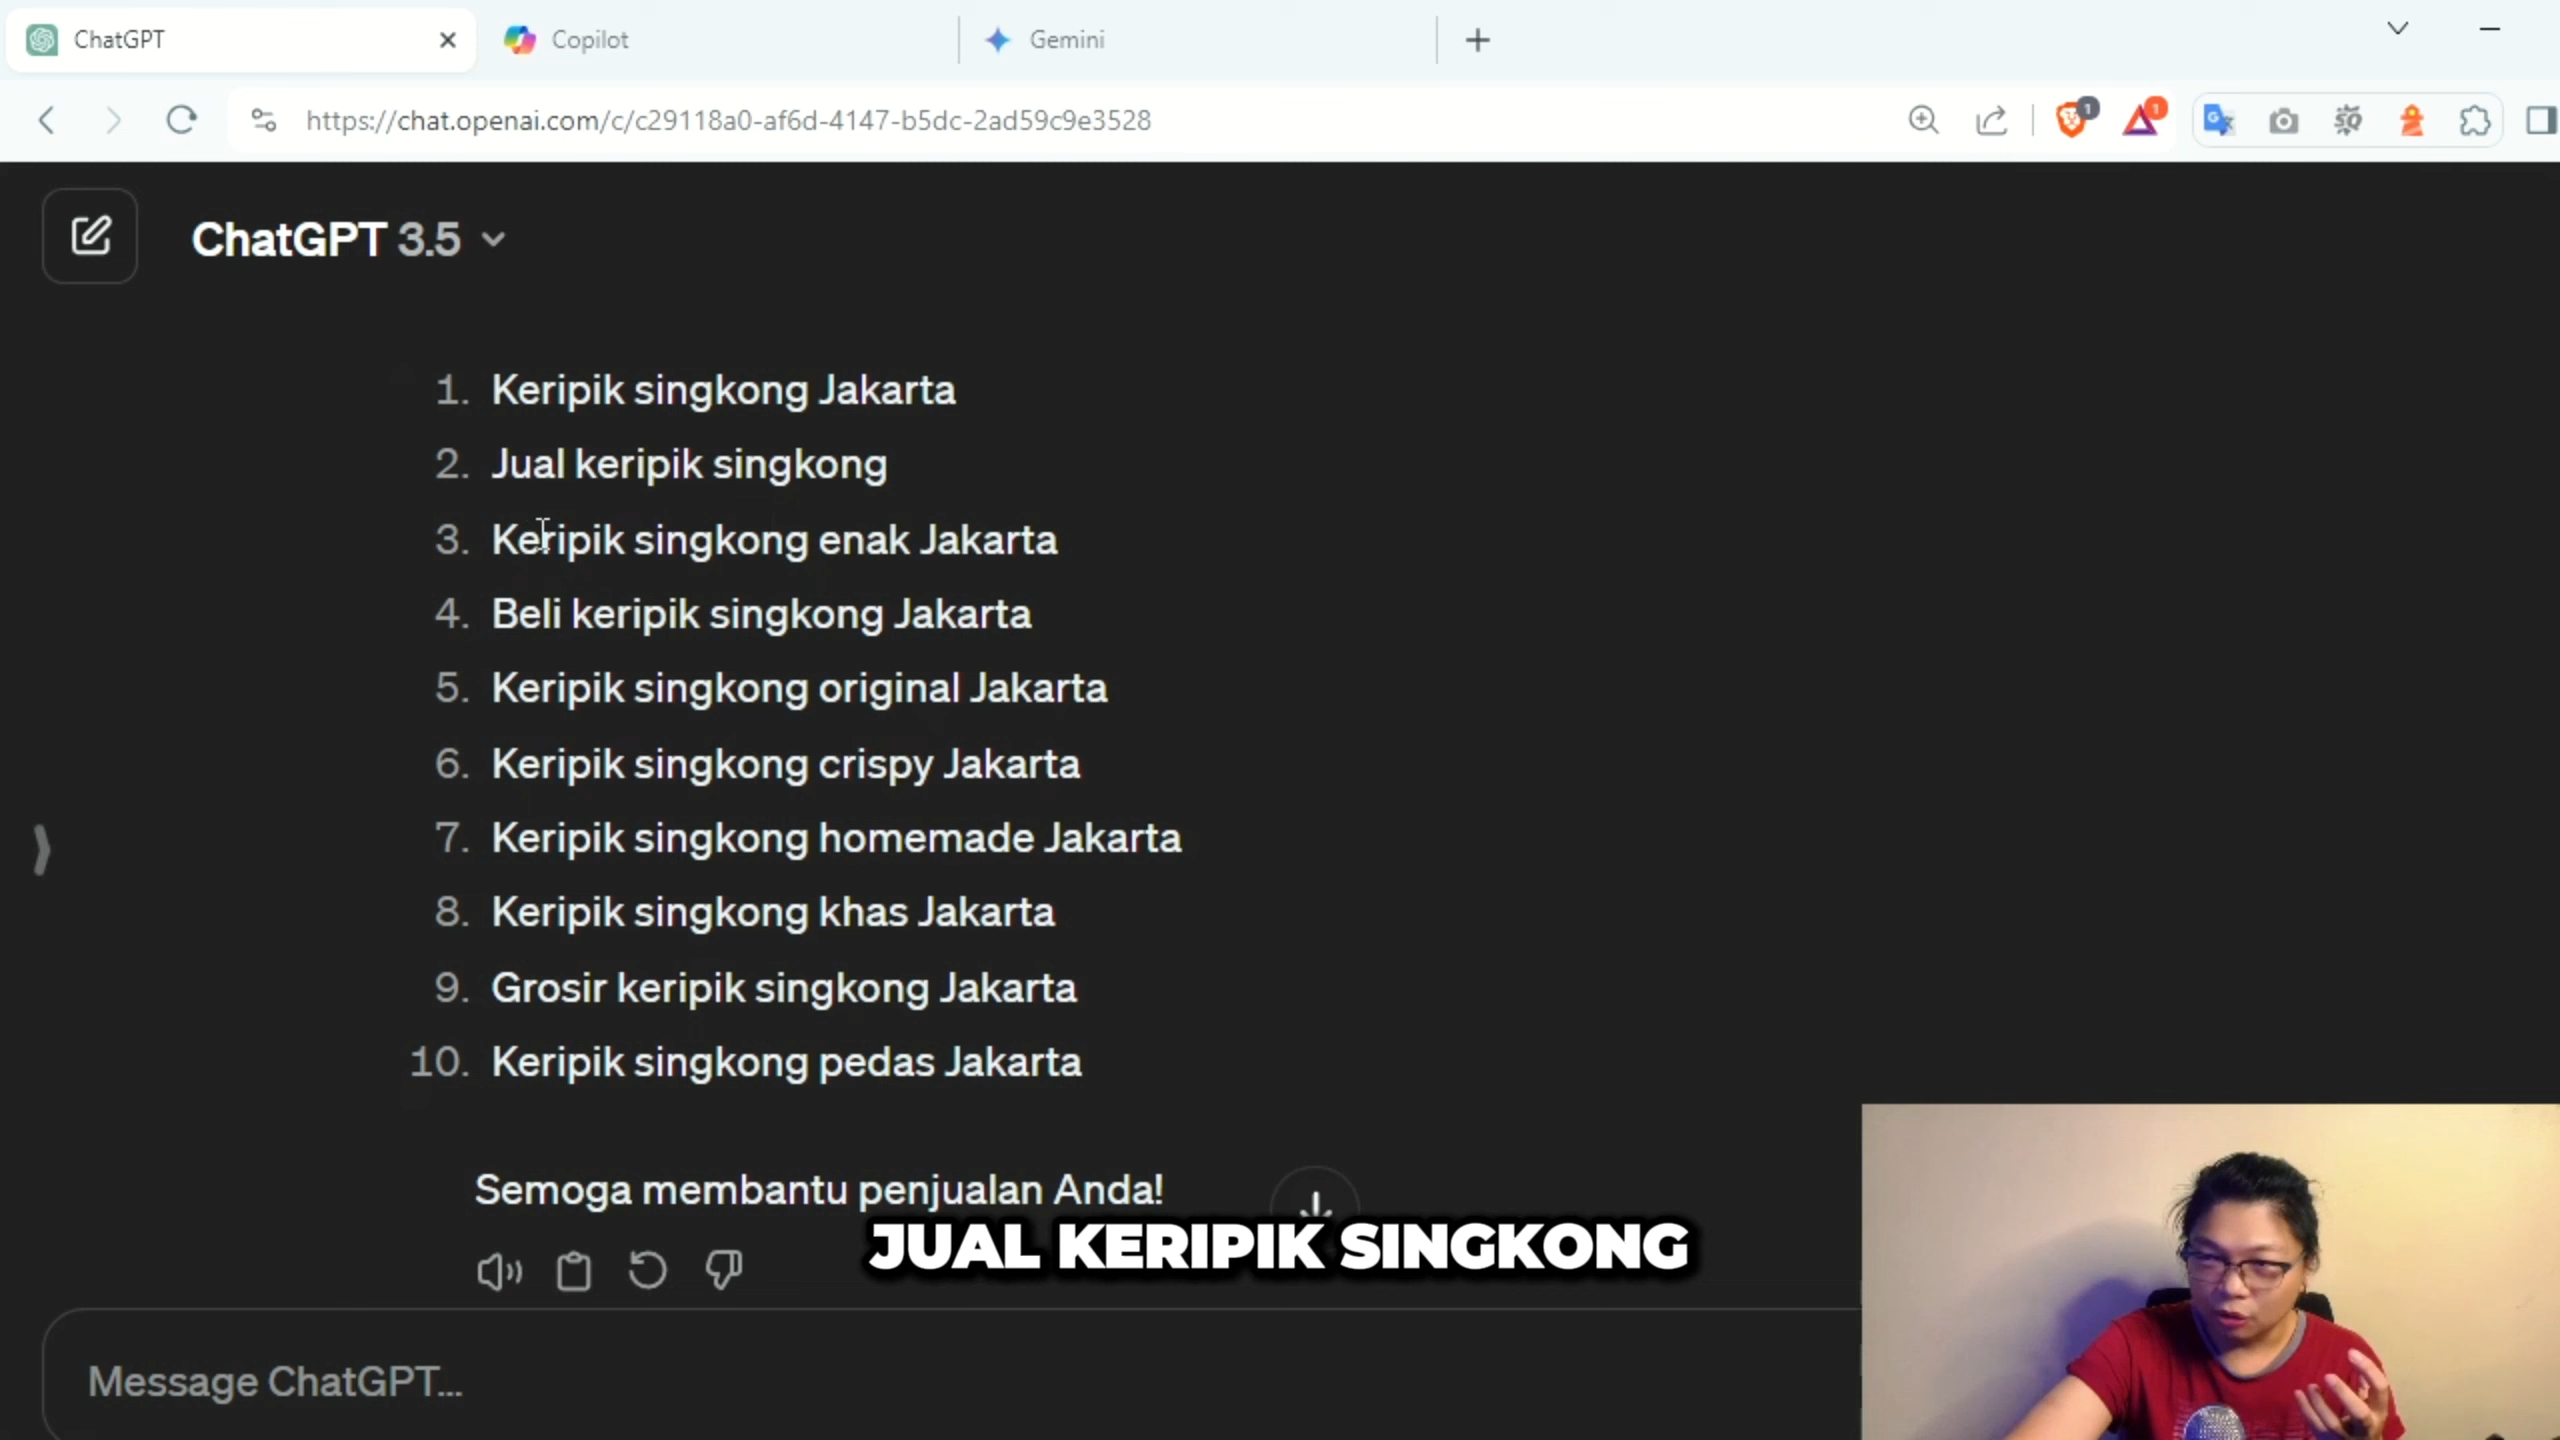 ChatGPT
Copilot
Gemini
https://chat.openai.com/c/c29118a0-af6d-4147-b5dc-2ad59c9e3528
1
1
ChatGPT 3.5
1. Keripik singkong Jakarta
2. Jual keripik singkong
3. Keripik singkong enak Jakarta
4. Beli keripik singkong Jakarta
5. Keripik singkong original Jakarta
6. Keripik singkong crispy Jakarta
7. Keripik singkong homemade Jakarta
8. Keripik singkong khas Jakarta
9. Grosir keripik singkong Jakarta
10. Keripik singkong pedas Jakarta
Semoga membantu penjualan Anda!
JUAL KERIPIK SINGKONG
Message ChatGPT...